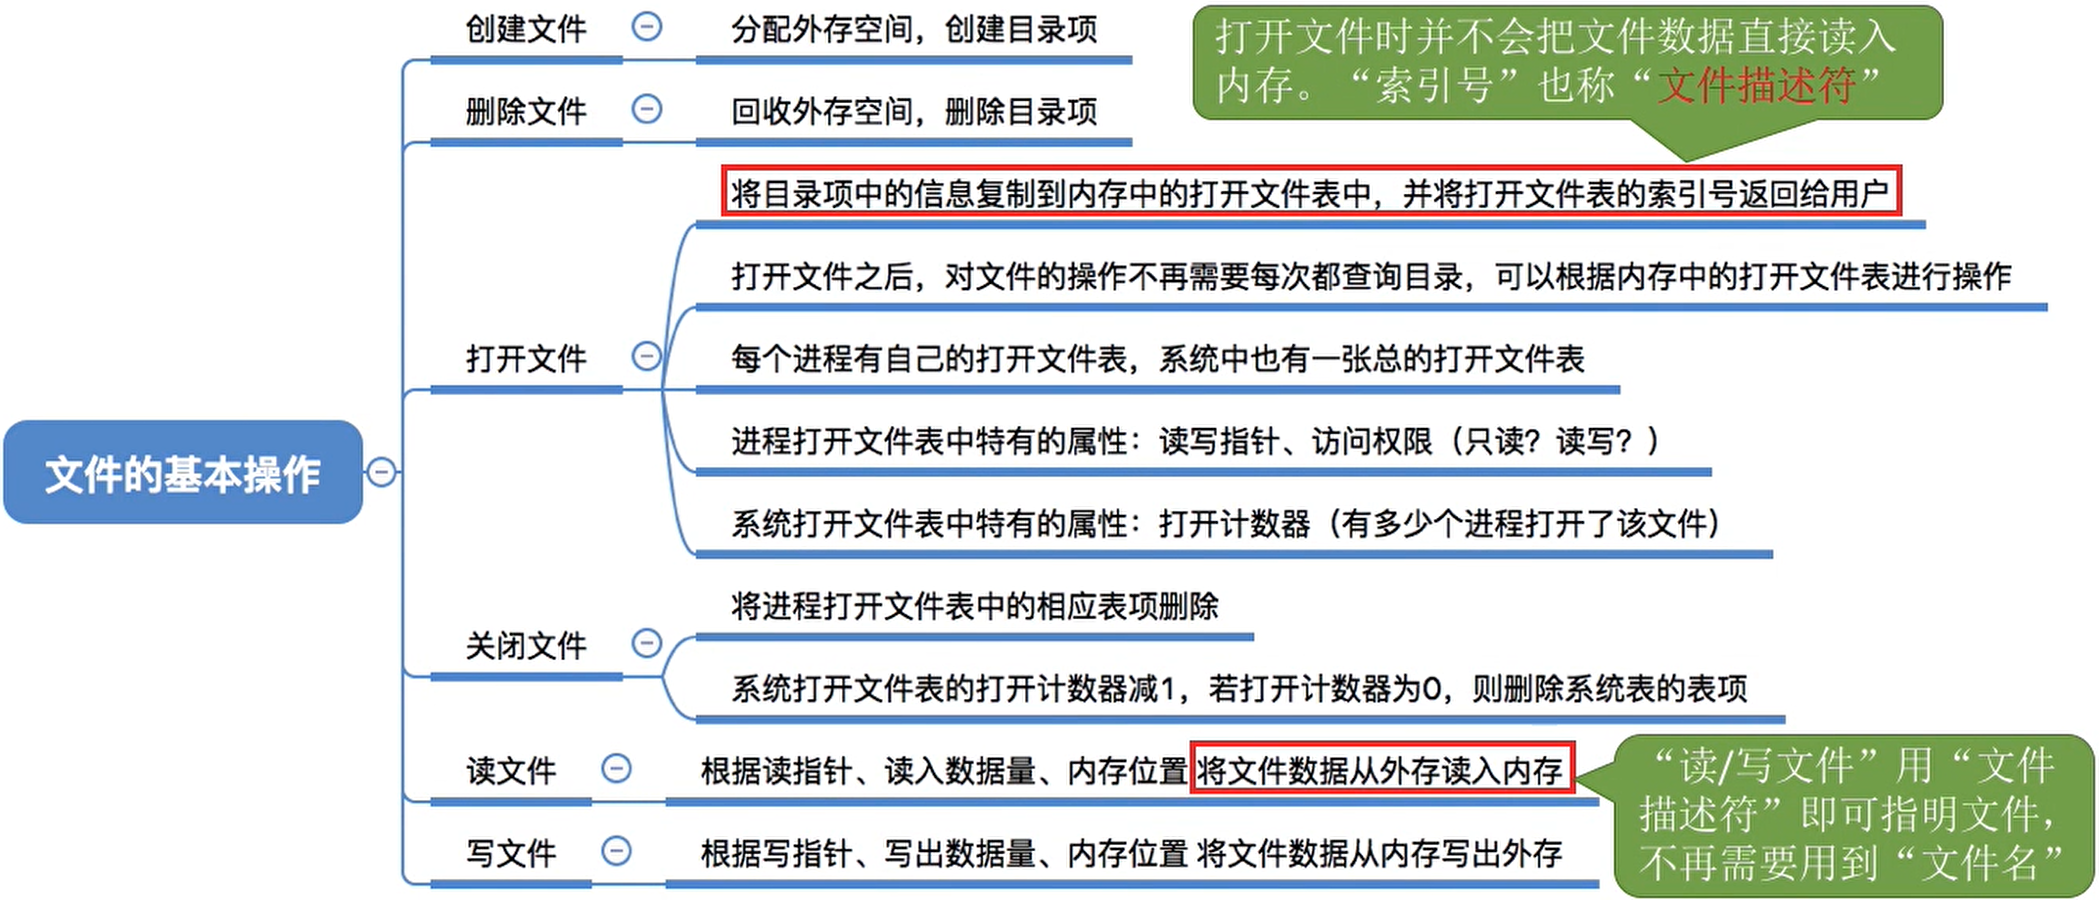 创建文件
分配外存空间，创建目录项
打开文件时并不会把文件数据直接读入
内存。“索引号”也称“文件描述符”
删除文件
回收外存空间，删除目录项
将目录项中的信息复制到内存中的打开文件表中，并将打开文件表的索引号返回给用户
打开文件之后，对文件的操作不再需要每次都查询目录，可以根据内存中的打开文件表进行操作
打开文件
每个进程有自己的打开文件表，系统中也有一张总的打开文件表
进程打开文件表中特有的属性：读写指针、访问权限（只读？读写？）
文件的基本操作
系统打开文件表中特有的属性：打开计数器（有多少个进程打开了该文件）
将进程打开文件表中的相应表项删除
关闭文件
系统打开文件表的打开计数器减1，若打开计数器为0，则删除系统表的表项
读文件
根据读指针、读入数据量、内存位置 将文件数据从外存读入内存
“读/写文件”用“文件
描述符”即可指明文件，
不再需要用到“文件名”
写文件
根据写指针、写出数据量、内存位置 将文件数据从内存写出外存